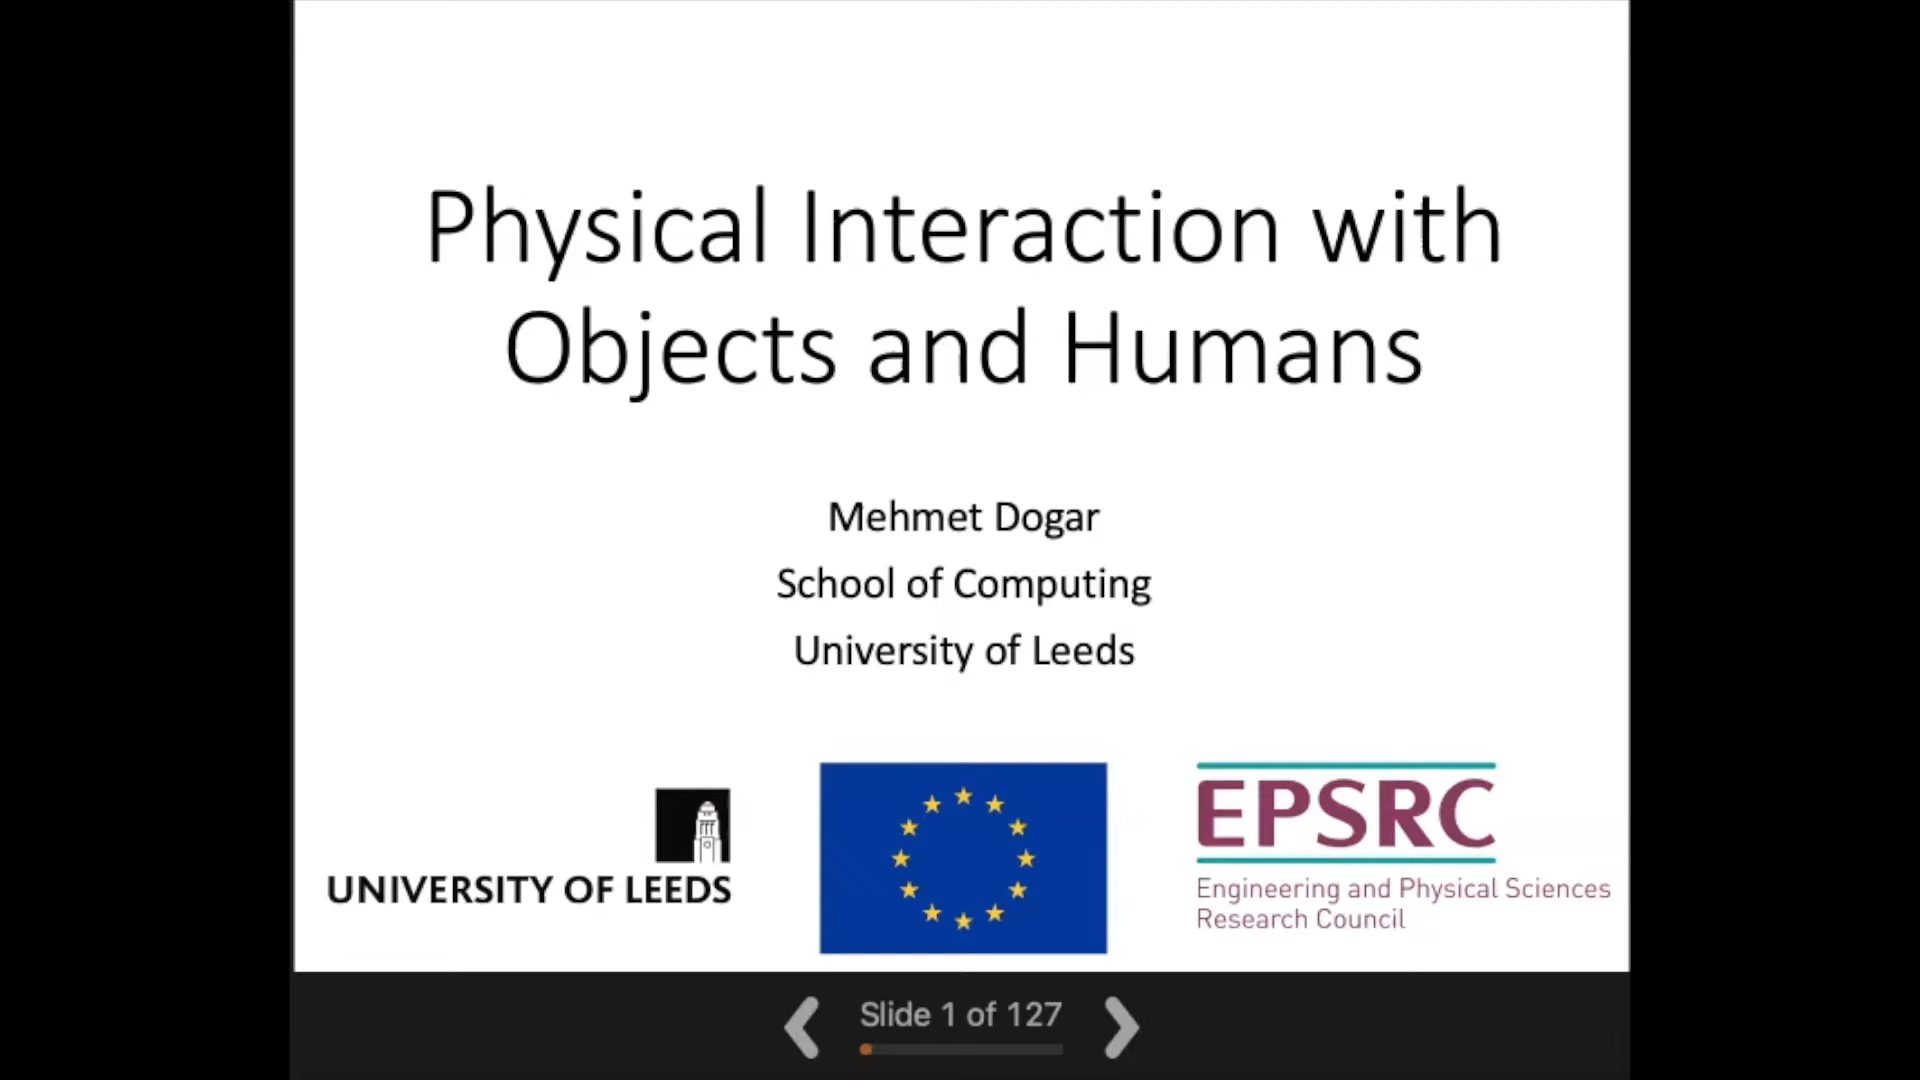 Physical Interaction with
Objects and Humans
Mehmet Dogar
School of Computing
University of Leeds
UNIVERSITY OF LEEDS
EPSRC
Engineering and Physical Sciences
Research Council
Slide 1 of 127